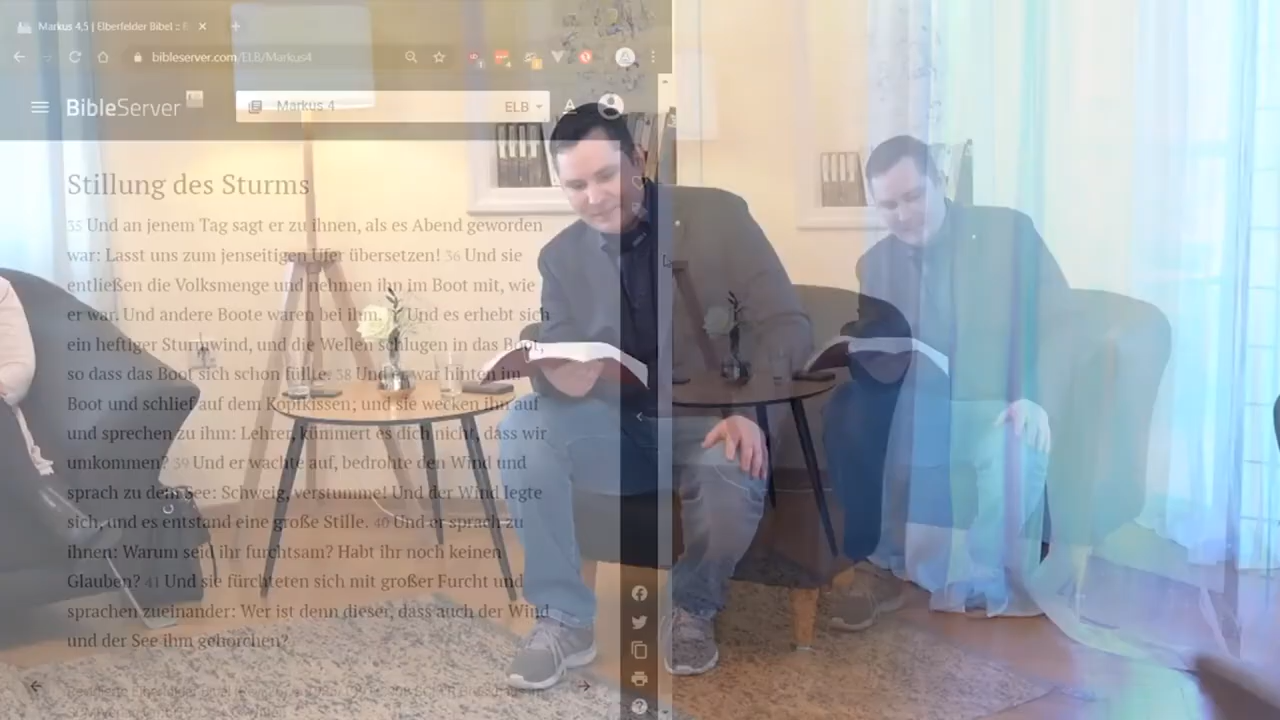 Markus 4,5 | Elberfelder Bibel ::
bibleserver.com/ELB/Markus4
BibleServer
Markus 4
ELB
Stillung des Sturms
35 Und an jenem Tag sagt er zu ihnen, als es Abend geworden
war: Lasst uns zum jenseitigen Ufer übersetzen! 36 Und sie
entließen die Volksmenge und nehmen ihn im Boot mit, wie
er war. Und andere Boote waren bei ihm. Und es erhebt sich
ein heftiger Sturmwind, und die Wellen schlugen in das Boot,
so dass das Boot sich schon füllte. 38 Und er war hinten im
Boot und schlief auf dem Kopfkissen; und sie wecken ihn auf
und sprechen zu ihm: Lehrer, kümmert es dich nicht, dass wir
umkommen? 39 Und er wachte auf, bedrohte den Wind und
sprach zu dem See: Schweig, verstumme! Und der Wind legte
sich, und es entstand eine große Stille. 40 Und er sprach zu
ihnen: Warum seid ihr furchtsam? Habt ihr noch keinen
Glauben? 41 Und sie fürchteten sich mit großer Furcht und
sprachen zueinander: Wer ist denn dieser, dass auch der Wind
und der See ihm gehorchen?